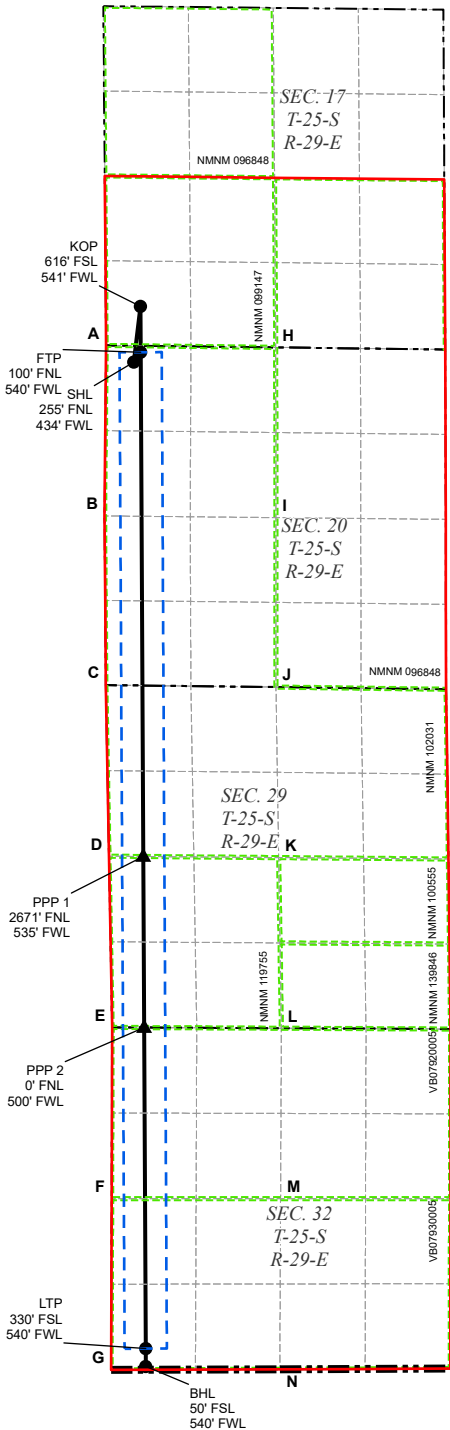 SEC. 17
T-25-S
R-29-E
NMNM 096848
KOP
616' FSL
541' FWL
NMNM 099147
A
H
FTP
100' FNL
540' FWL
SHL
255' FNL
434' FWL
B
I
SEC. 20
T-25-S
R-29-E
C
J
NMNM 096848
NMNM 102031
SEC. 29
T-25-S
R-29-E
D
K
PPP 1
2671' FNL
535' FWL
NMNM 100555
NMNM 119755
NMNM 139846
E
L
PPP 2
0' FNL
500' FWL
VB07920005
F
M
VB07930005
SEC. 32
T-25-S
R-29-E
LTP
330' FSL
540' FWL
G
N
BHL
50' FSL
540' FWL